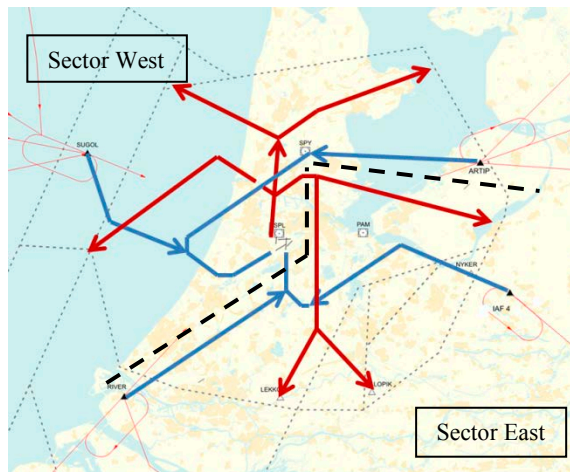 Sector West
SUGOL
SPY
ARTIP
SPL
PAM
NYKER
IAF 4
RIVER
LEKKO
LOPIK
Sector East